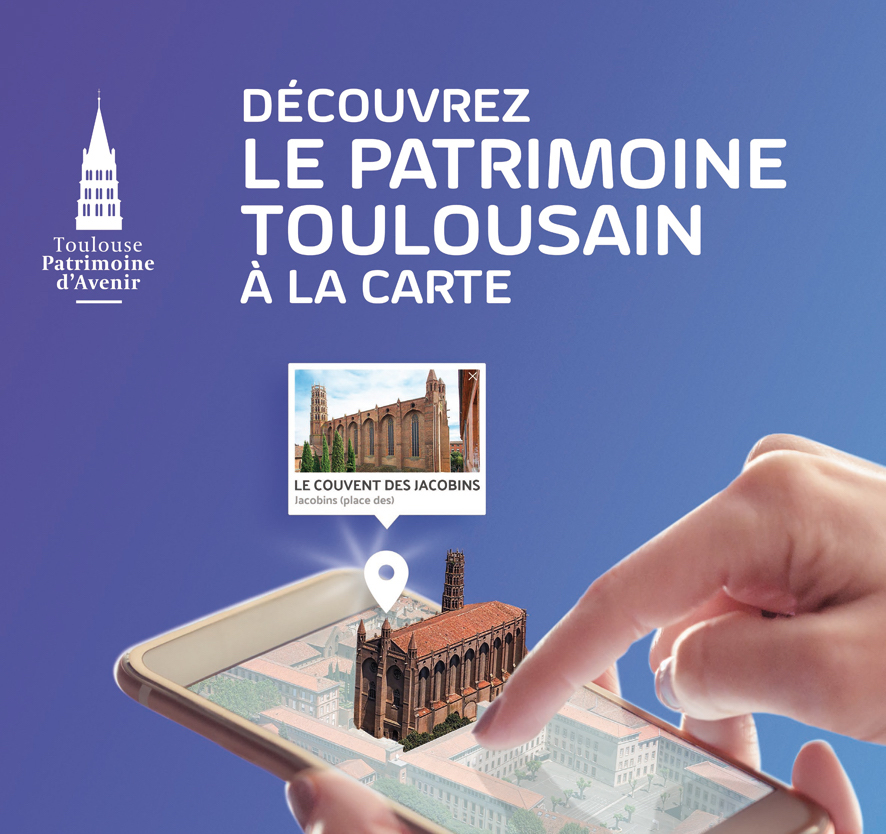 DÉCOUVREZ
LE PATRIMOINE
TOULOUSAIN
À LA CARTE
Toulouse
Patrimoine
d'Avenir
LE COUVENT DES JACOBINS
Jacobins (place des)